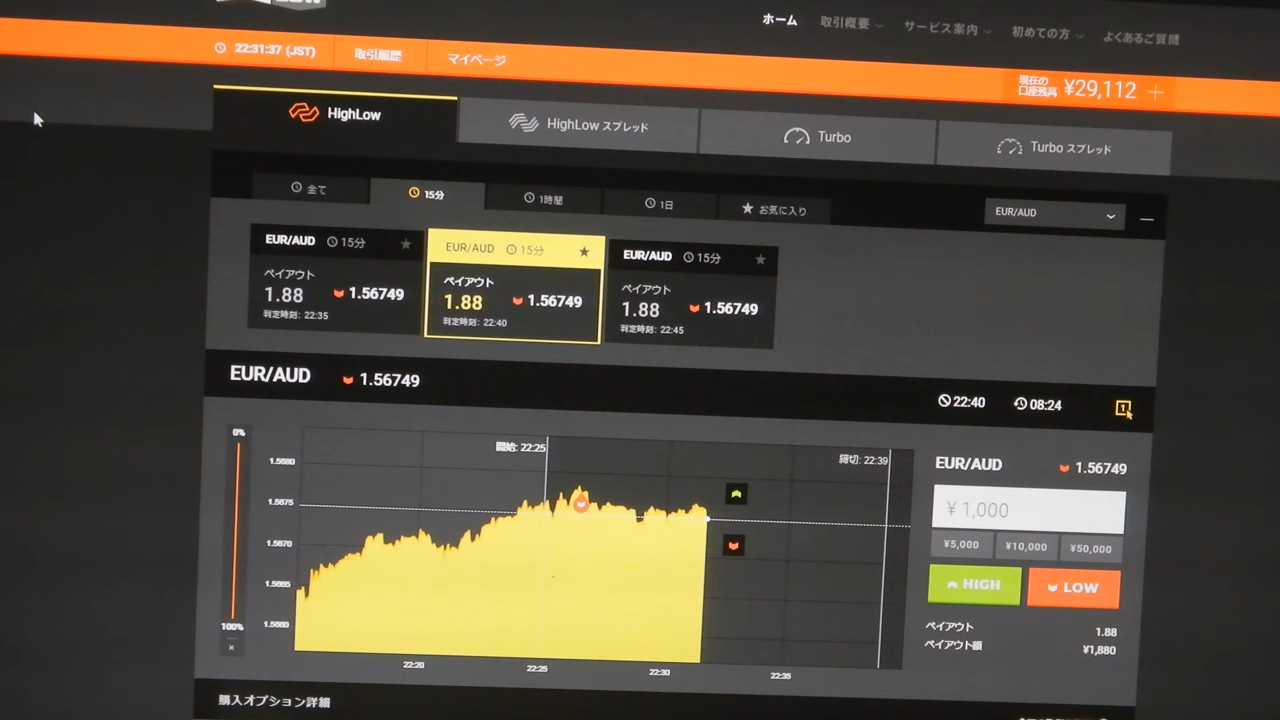 ホーム 取引概要 サービス案内 初めての方 よくあるご質問
22:31:37 (JST) 取引履歴 マイページ
現在の
口座残高 ¥29,112 +
HighLow HighLow スプレッド Turbo Turbo スプレッド
全て 15分 1時間 1日 お気に入り EUR/AUD
EUR/AUD 15分
ペイアウト
1.88 1.56749
判定時刻: 22:35
EUR/AUD 15分
ペイアウト
1.88 1.56749
判定時刻: 22:40
EUR/AUD 15分
ペイアウト
1.88 1.56749
判定時刻: 22:45
EUR/AUD 1.56749
22:40 08:24 1
0%
100%
×
開始: 22:25 締切: 22:39
1.5680
1.5675
1.5670
1.5665
1.5660
22:20 22:25 22:30 22:35
EUR/AUD 1.56749
¥ 1,000
¥5,000 ¥10,000 ¥50,000
HIGH LOW
ペイアウト 1.88
ペイアウト額 ¥1,880
購入オプション詳細